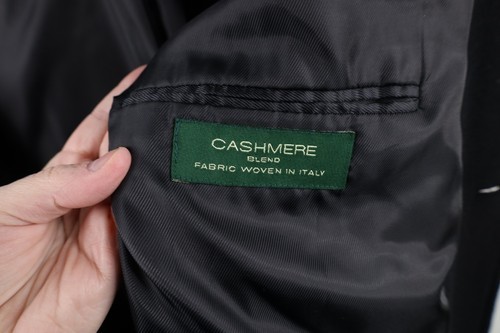 CASHMERE
BLEND
FABRIC WOVEN IN ITALY